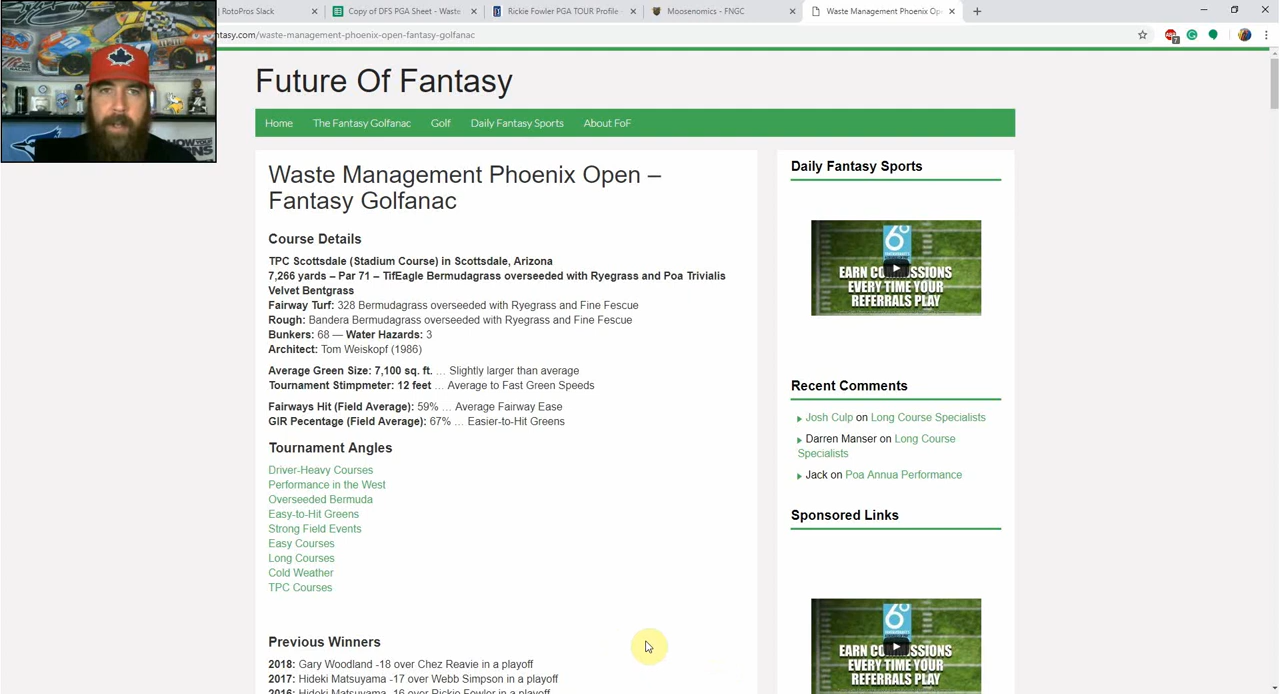 RotoPros Slack
Copy of DFS PGA Sheet - Waste
Rickie Fowler PGA TOUR Profile -
Moosenomics - FNGC
Waste Management Phoenix Op
ntasy.com/waste-management-phoenix-open-fantasy-golfanac
Future Of Fantasy
Home
The Fantasy Golfanac
Golf
Daily Fantasy Sports
About FoF
Waste Management Phoenix Open –
Fantasy Golfanac
Course Details
TPC Scottsdale (Stadium Course) in Scottsdale, Arizona
7,266 yards – Par 71 – TifEagle Bermudagrass overseeded with Ryegrass and Poa Trivialis
Velvet Bentgrass
Fairway Turf: 328 Bermudagrass overseeded with Ryegrass and Fine Fescue
Rough: Bandera Bermudagrass overseeded with Ryegrass and Fine Fescue
Bunkers: 68 — Water Hazards: 3
Architect: Tom Weiskopf (1986)
Average Green Size: 7,100 sq. ft. … Slightly larger than average
Tournament Stimpmeter: 12 feet … Average to Fast Green Speeds
Fairways Hit (Field Average): 59% … Average Fairway Ease
GIR Pecentage (Field Average): 67% … Easier-to-Hit Greens
Tournament Angles
Driver-Heavy Courses
Performance in the West
Overseeded Bermuda
Easy-to-Hit Greens
Strong Field Events
Easy Courses
Long Courses
Cold Weather
TPC Courses
Previous Winners
2018: Gary Woodland -18 over Chez Reavie in a playoff
2017: Hideki Matsuyama -17 over Webb Simpson in a playoff
2016: Hideki Matsuyama -16 over Rickie Fowler in a playoff
Daily Fantasy Sports
EARN COMMISSIONS
EVERY TIME YOUR
REFERRALS PLAY
Recent Comments
Josh Culp on Long Course Specialists
Darren Manser on Long Course
Specialists
Jack on Poa Annua Performance
Sponsored Links
EARN COMMISSIONS
EVERY TIME YOUR
REFERRALS PLAY